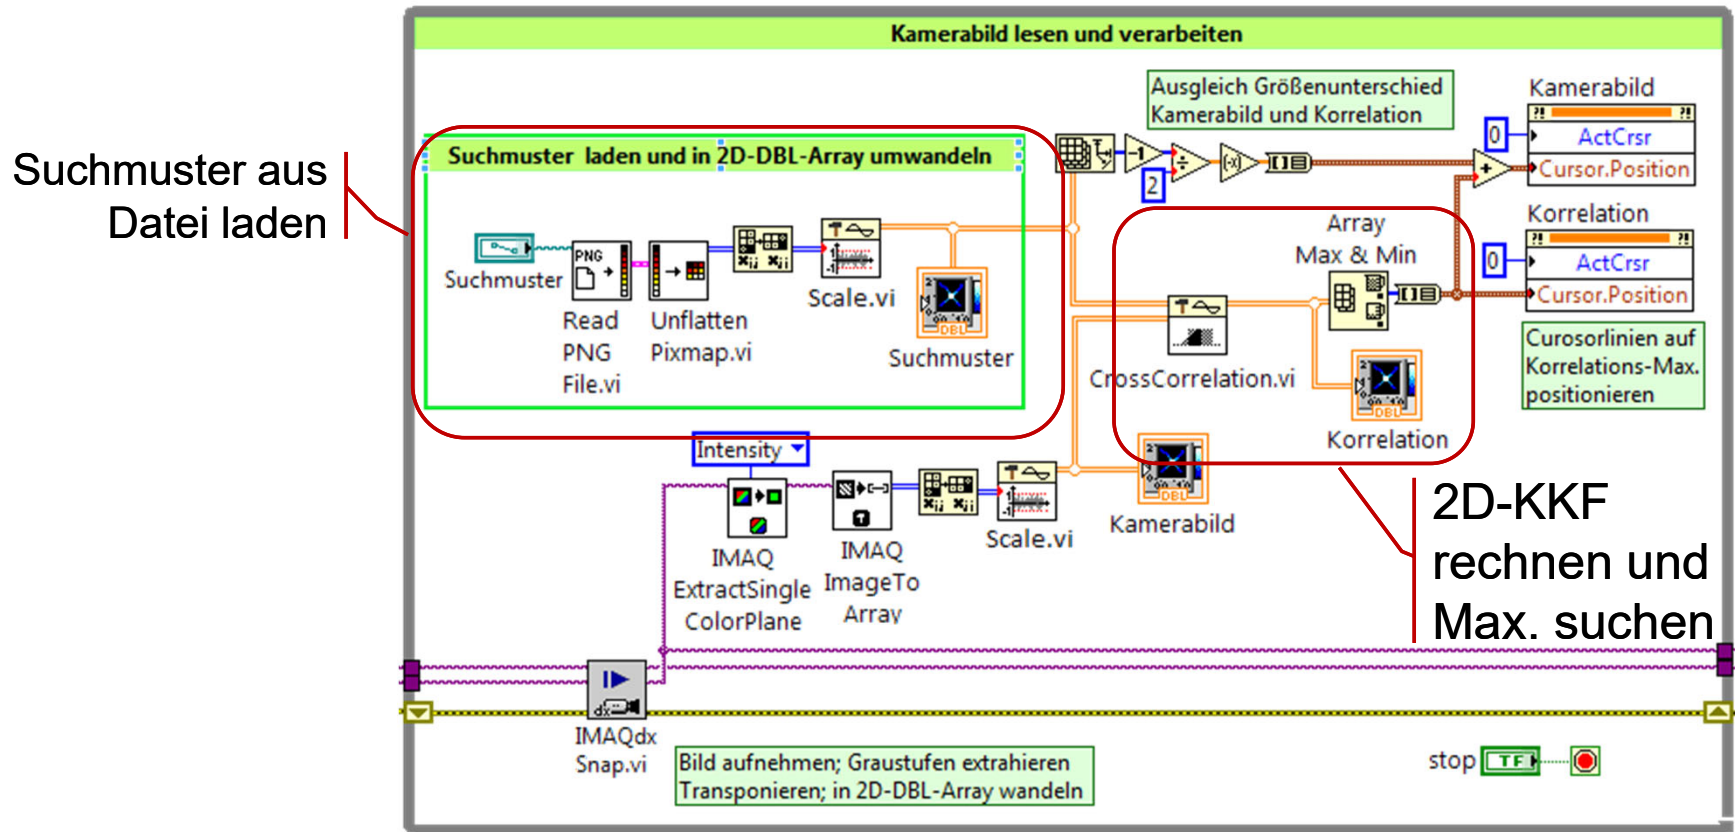 Kamerabild lesen und verarbeiten
Ausgleich Größenunterschied
Kamerabild und Korrelation
Kamerabild
0
ActCrsr
Cursor.Position
Suchmuster aus
Datei laden
Suchmuster laden und in 2D-DBL-Array umwandeln
-1
÷
2
+
Suchmuster
PNG
Read
PNG
File.vi
Unflatten
Pixmap.vi
Scale.vi
DBL
Suchmuster
Array
Max & Min
Korrelation
0
ActCrsr
Cursor.Position
CrossCorrelation.vi
DBL
Korrelation
Curosorlinien auf
Korrelations-Max.
positionieren
Intensity
IMAQ
ExtractSingle
ColorPlane
IMAQ
ImageTo
Array
Scale.vi
DBL
Kamerabild
2D-KKF
rechnen und
Max. suchen
dx
IMAQdx
Snap.vi
Bild aufnehmen; Graustufen extrahieren
Transponieren; in 2D-DBL-Array wandeln
stop
TF